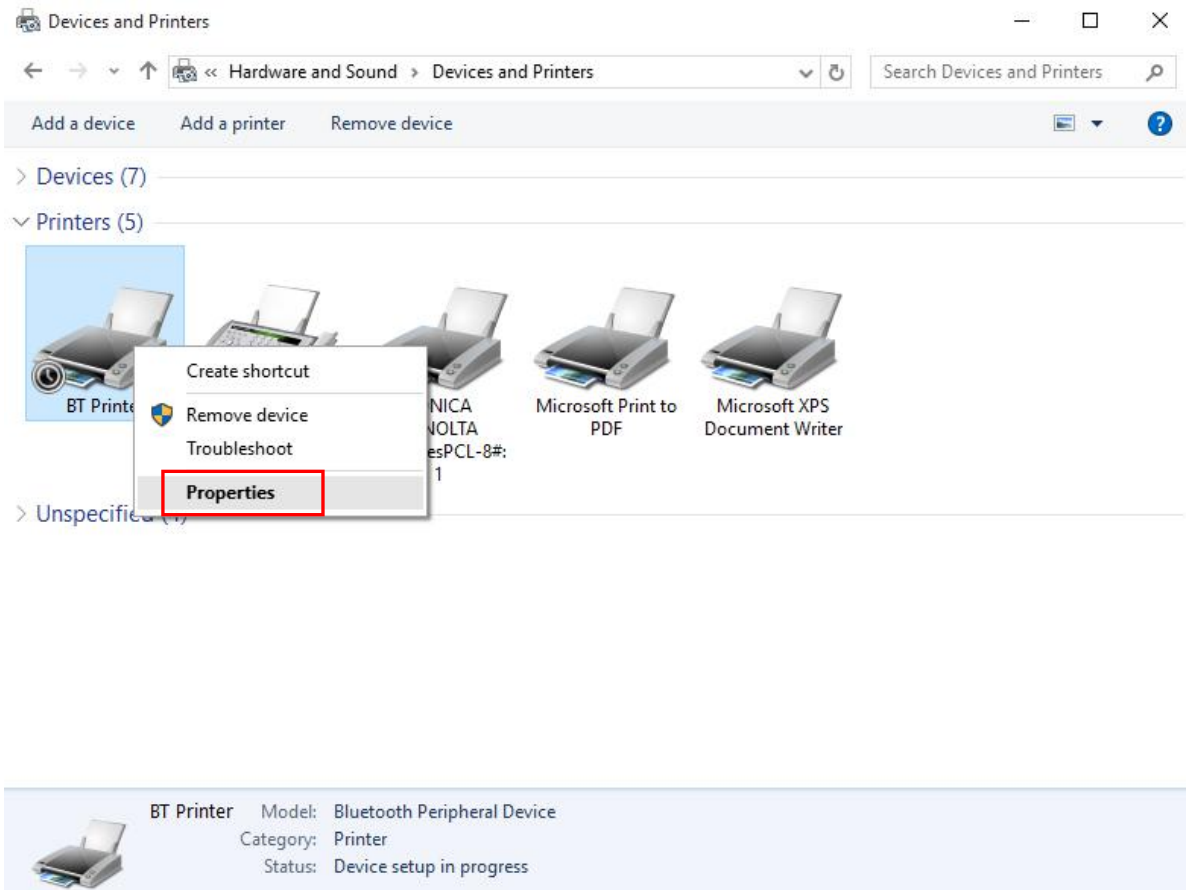 Devices and Printers
« Hardware and Sound > Devices and Printers
Search Devices and Printers
Add a device Add a printer Remove device
Devices (7)
Printers (5)
BT Printe
NICA
NOLTA
esPCL-8#:
1
Microsoft Print to
PDF
Microsoft XPS
Document Writer
Create shortcut
Remove device
Troubleshoot
Properties
Unspecified
BT Printer Model: Bluetooth Peripheral Device
Category: Printer
Status: Device setup in progress